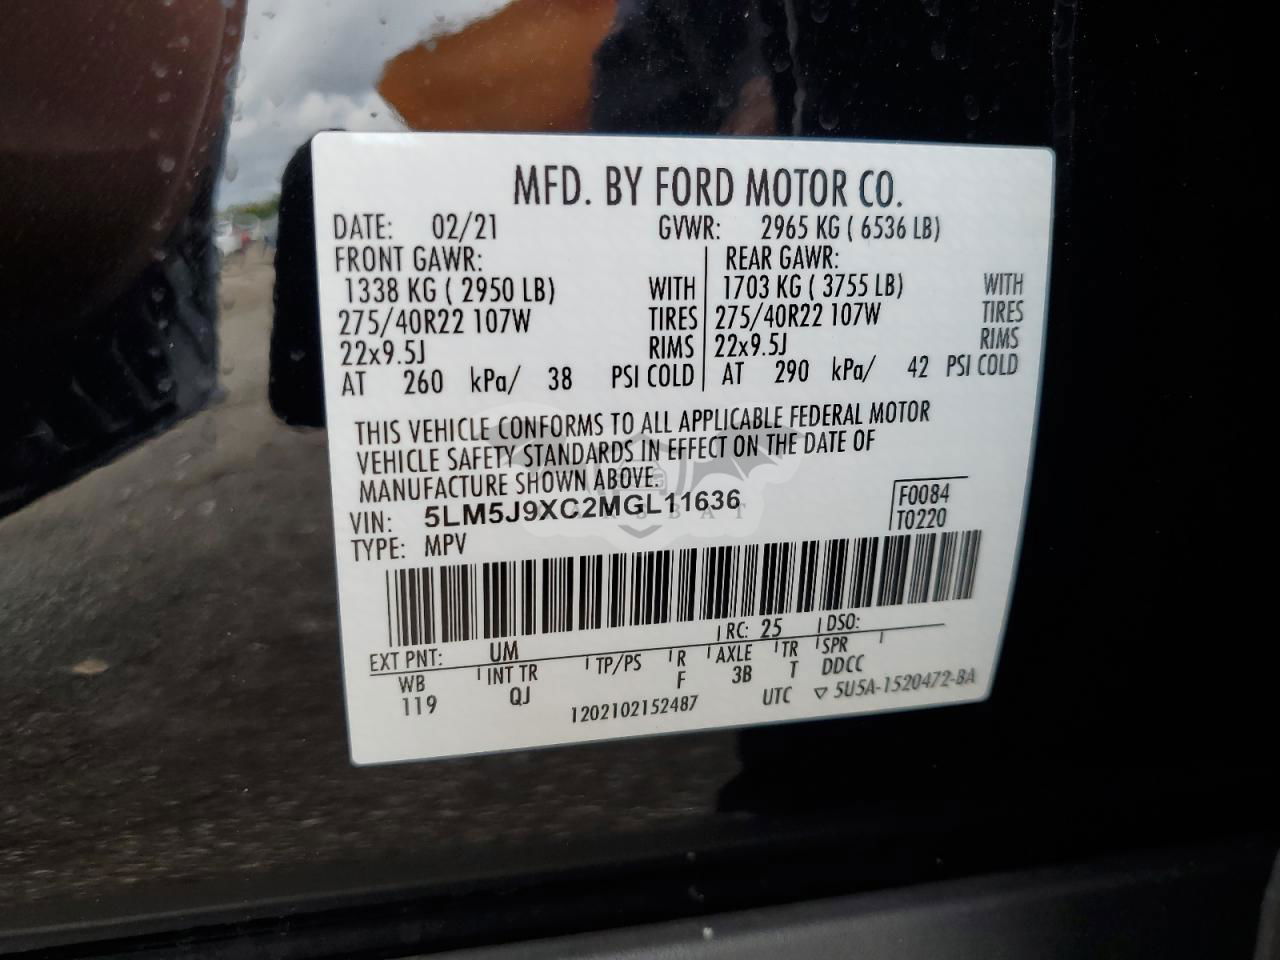 MFD. BY FORD MOTOR CO.
DATE: 02/21 GVWR: 2965 KG ( 6536 LB)
FRONT GAWR: REAR GAWR:
1338 KG ( 2950 LB) WITH 1703 KG ( 3755 LB) WITH
275/40R22 107W TIRES 275/40R22 107W TIRES
22x9.5J RIMS 22x9.5J RIMS
AT 260 kPa/ 38 PSI COLD AT 290 kPa/ 42 PSI COLD
THIS VEHICLE CONFORMS TO ALL APPLICABLE FEDERAL MOTOR
VEHICLE SAFETY STANDARDS IN EFFECT ON THE DATE OF
MANUFACTURE SHOWN ABOVE.
VIN: 5LM5J9XC2MGL11636 F0084
TYPE: MPV T0220
EXT PNT: UM RC: 25 DSO:
WB INT TR TP/PS R AXLE TR SPR
119 QJ F 3B T DDCC
1202102152487 UTC ▽ 5U5A-1520472-BA